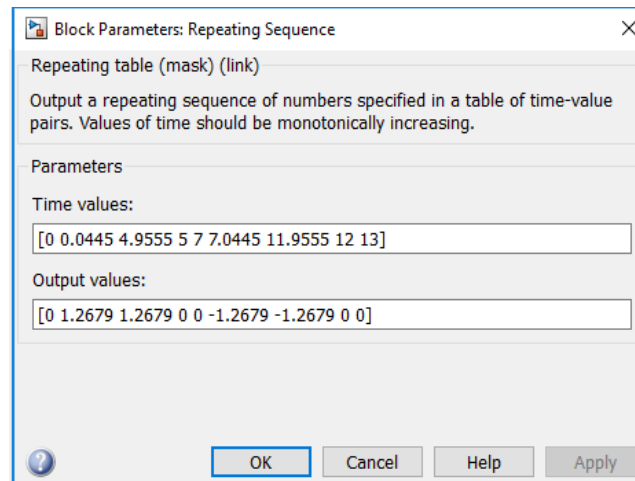 Block Parameters: Repeating Sequence
Repeating table (mask) (link)
Output a repeating sequence of numbers specified in a table of time-value
pairs. Values of time should be monotonically increasing.
Parameters
Time values:
[0 0.0445 4.9555 5 7 7.0445 11.9555 12 13]
Output values:
[0 1.2679 1.2679 0 0 -1.2679 -1.2679 0 0]
OK Cancel Help Apply